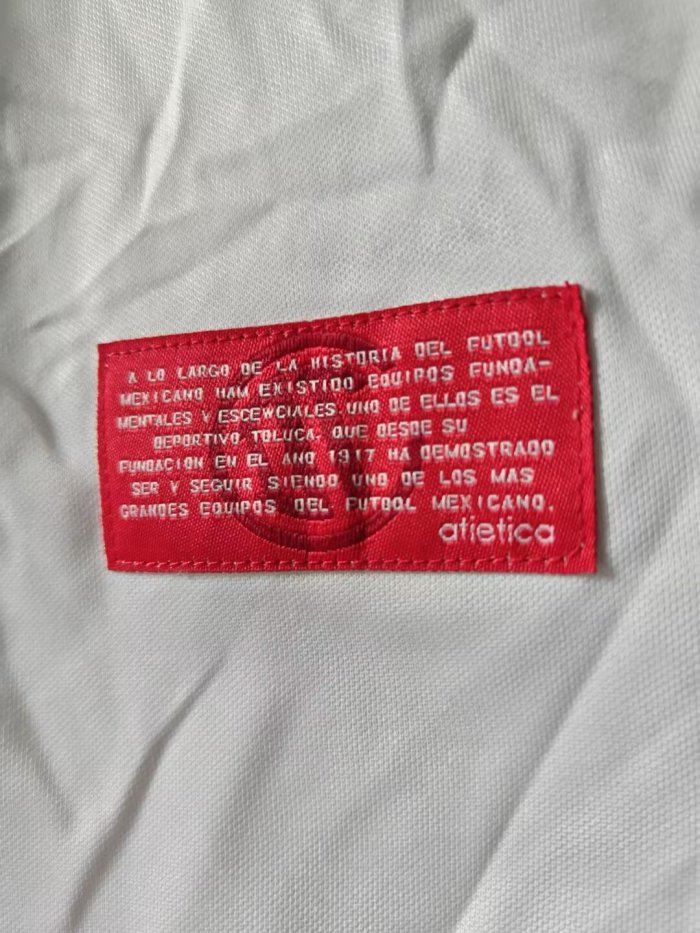 A LO LARGO DE LA HISTORIA DEL FUTBOL
MEXICANO HAM EXISTIDO EQUIPOS FUNDA-
MENTALES Y ESCENCIALES. UNO DE ELLOS ES EL
DEPORTIVO TOLUCA. QUE DESDE SU
FUNDACION EN EL ANO 1917 HA DEMOSTRADO
SER Y SEGUIR SIENDO UNO DE LOS MAS
GRANDES EQUIPOS DEL FUTBOL MEXICANO.
atletica